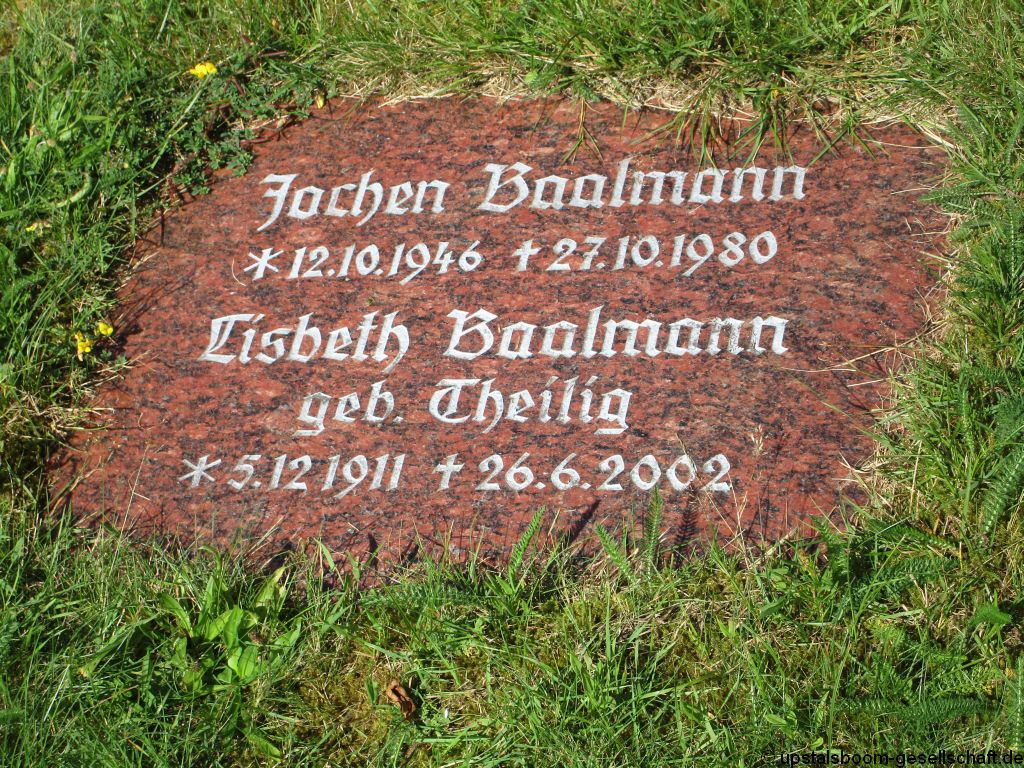 Jochen Baalmann
* 12.10.1946 † 27.10.1980
Lisbeth Baalmann
geb. Theilig
* 5.12.1911 † 26.6.2002
upstalsboom-gesellschaft.de